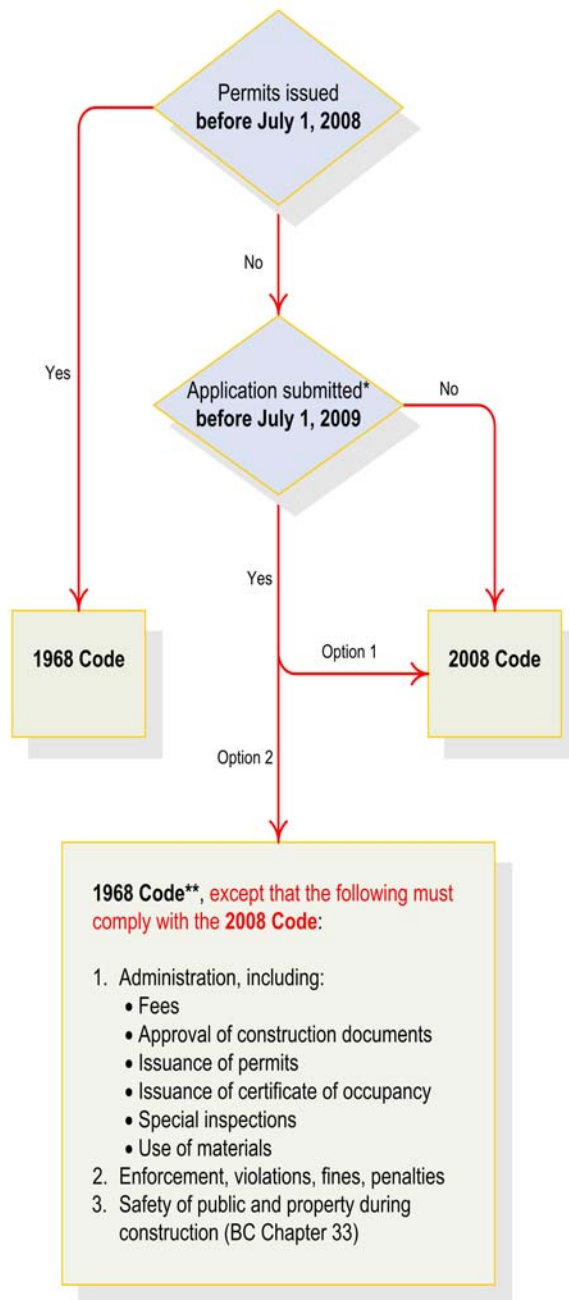 Permits issued
before July 1, 2008
No
Yes
Application submitted*
before July 1, 2009
No
Yes
1968 Code
Option 1
2008 Code
Option 2
1968 Code**, except that the following must
comply with the 2008 Code:
1. Administration, including:
• Fees
• Approval of construction documents
• Issuance of permits
• Issuance of certificate of occupancy
• Special inspections
• Use of materials
2. Enforcement, violations, fines, penalties
3. Safety of public and property during
construction (BC Chapter 33)